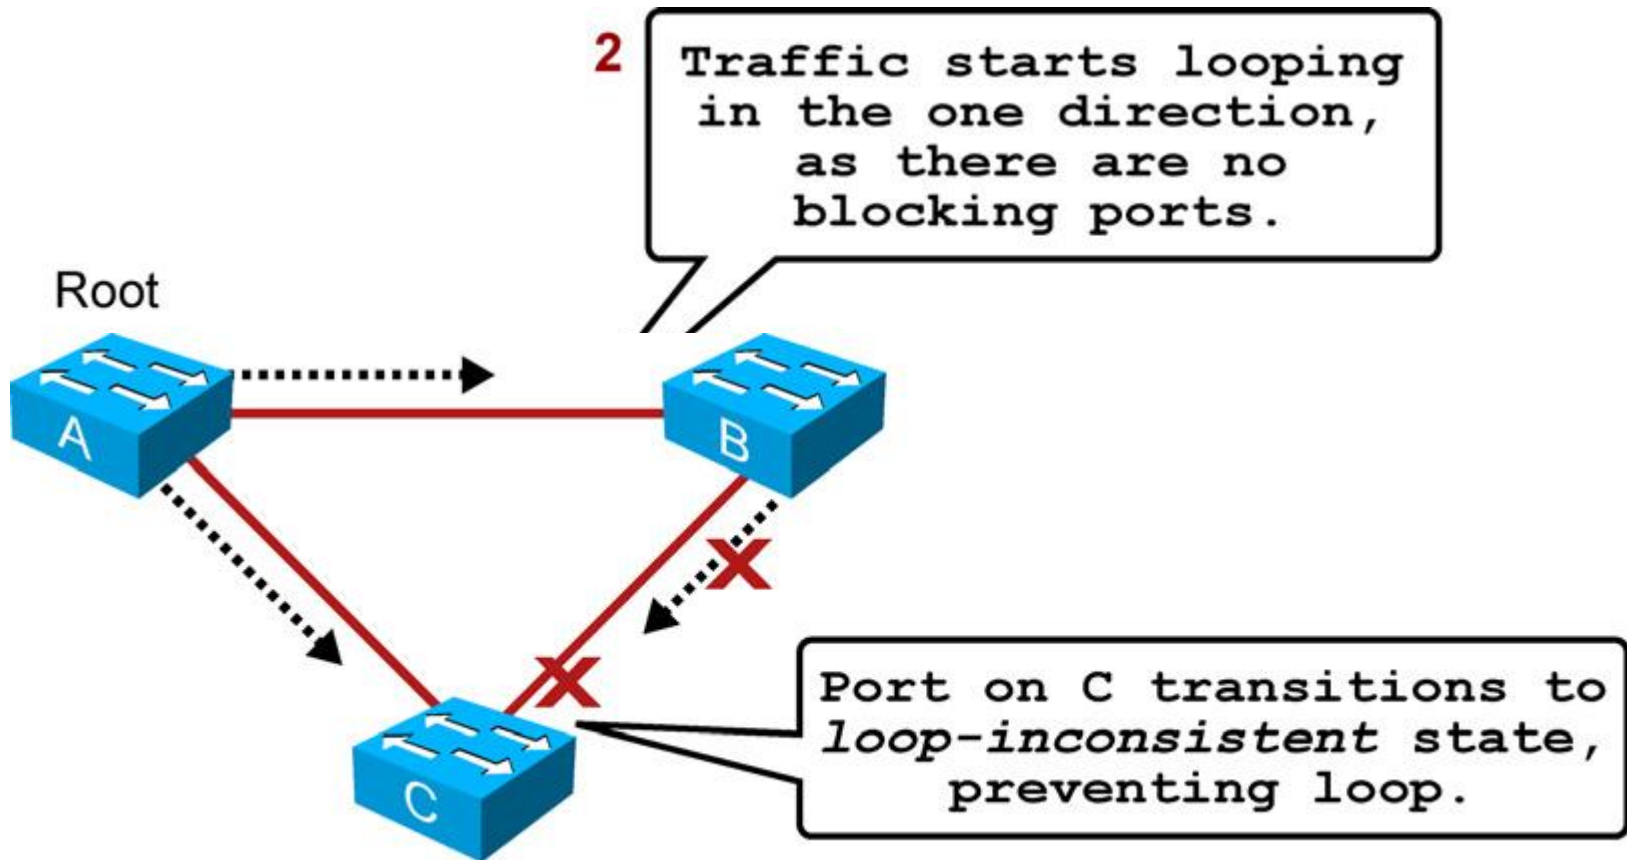 2
Traffic starts looping
in the one direction,
as there are no
blocking ports.
Root
A
B
Port on C transitions to
loop-inconsistent state,
preventing loop.
C